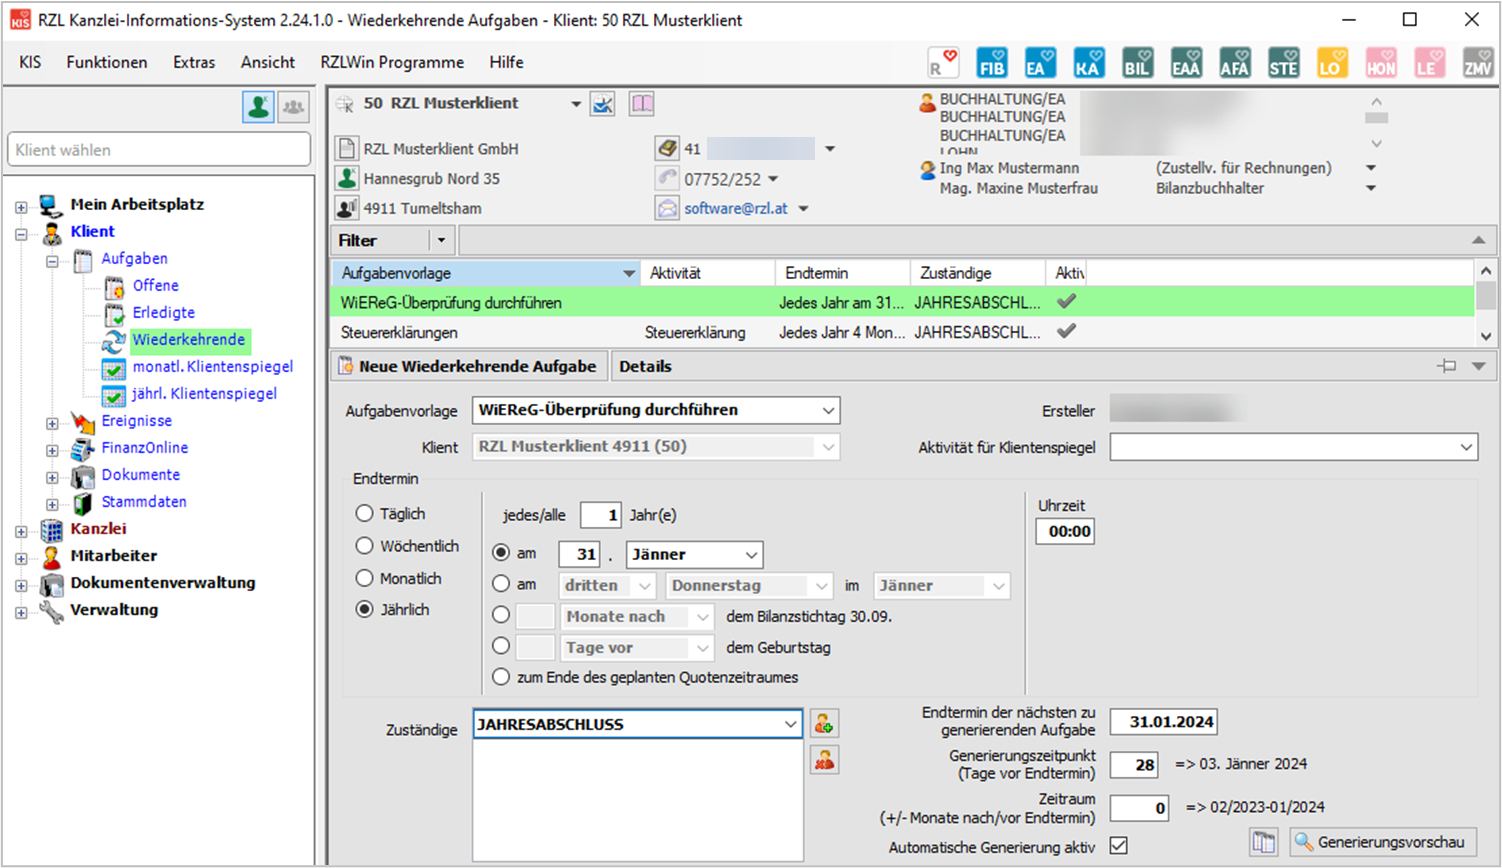 RZL Kanzlei-Informations-System 2.24.1.0 - Wiederkehrende Aufgaben - Klient: 50 RZL Musterklient
KIS Funktionen Extras Ansicht RZLWin Programme Hilfe
R FIB EA KA BIL EAA AFA STE LO HON LE ZMV
Klient wählen
Mein Arbeitsplatz
Klient
Aufgaben
Offene
Erledigte
Wiederkehrende
monatl. Klientenspiegel
jährl. Klientenspiegel
Ereignisse
FinanzOnline
Dokumente
Stammdaten
Kanzlei
Mitarbeiter
Dokumentenverwaltung
Verwaltung
50 RZL Musterklient
RZL Musterklient GmbH
Hannesgrub Nord 35
4911 Tumeltsham
41
07752/252
software@rzl.at
BUCHHALTUNG/EA
BUCHHALTUNG/EA
BUCHHALTUNG/EA
LOHN
Ing Max Mustermann (Zustellv. für Rechnungen)
Mag. Maxine Musterfrau Bilanzbuchhalter
Filter
Aufgabenvorlage Aktivität Endtermin Zuständige Aktiv
WiEReG-Überprüfung durchführen Jedes Jahr am 31... JAHRESABSCHL...
Steuererklärungen Steuererklärung Jedes Jahr 4 Mon... JAHRESABSCHL...
Neue Wiederkehrende Aufgabe Details
Aufgabenvorlage WiEReG-Überprüfung durchführen Ersteller
Klient RZL Musterklient 4911 (50) Aktivität für Klientenspiegel
Endtermin
Täglich
Wöchentlich
Monatlich
Jährlich
jedes/alle 1 Jahr(e)
am 31 . Jänner
am dritten Donnerstag im Jänner
Monate nach dem Bilanzstichtag 30.09.
Tage vor dem Geburtstag
zum Ende des geplanten Quotenzeitraumes
Uhrzeit
00:00
Zuständige JAHRESABSCHLUSS
Endtermin der nächsten zu
generierenden Aufgabe 31.01.2024
Generierungszeitpunkt
(Tage vor Endtermin) 28 => 03. Jänner 2024
Zeitraum
(+/- Monate nach/vor Endtermin) 0 => 02/2023-01/2024
Automatische Generierung aktiv
Generierungsvorschau